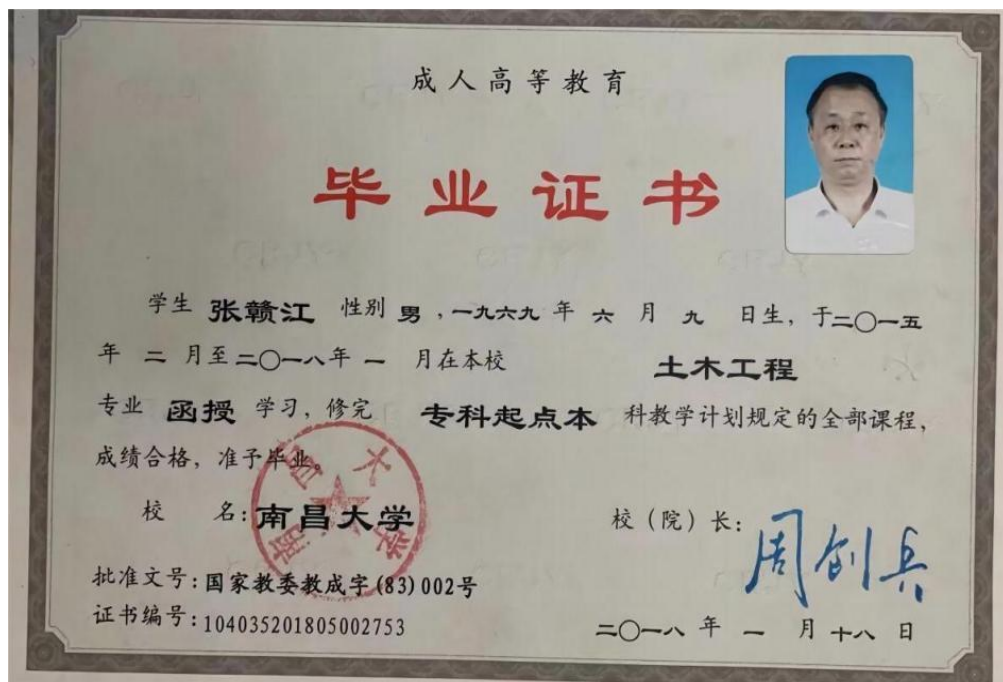 成人高等教育
毕业证书
学生 张赣江 性别 男 , 一九六九 年 六 月 九 日生, 于二〇一五
年 二 月至二〇一八年 一 月在本校 土木工程
专业 函授 学习, 修完 专科起点本 科教学计划规定的全部课程,
成绩合格, 准予毕业。
南昌大学
校 名: 南昌大学 校(院)长: 周创兵
批准文号: 国家教委教成字(83)002号
证书编号: 104035201805002753 二〇一八 年 一 月 十八 日